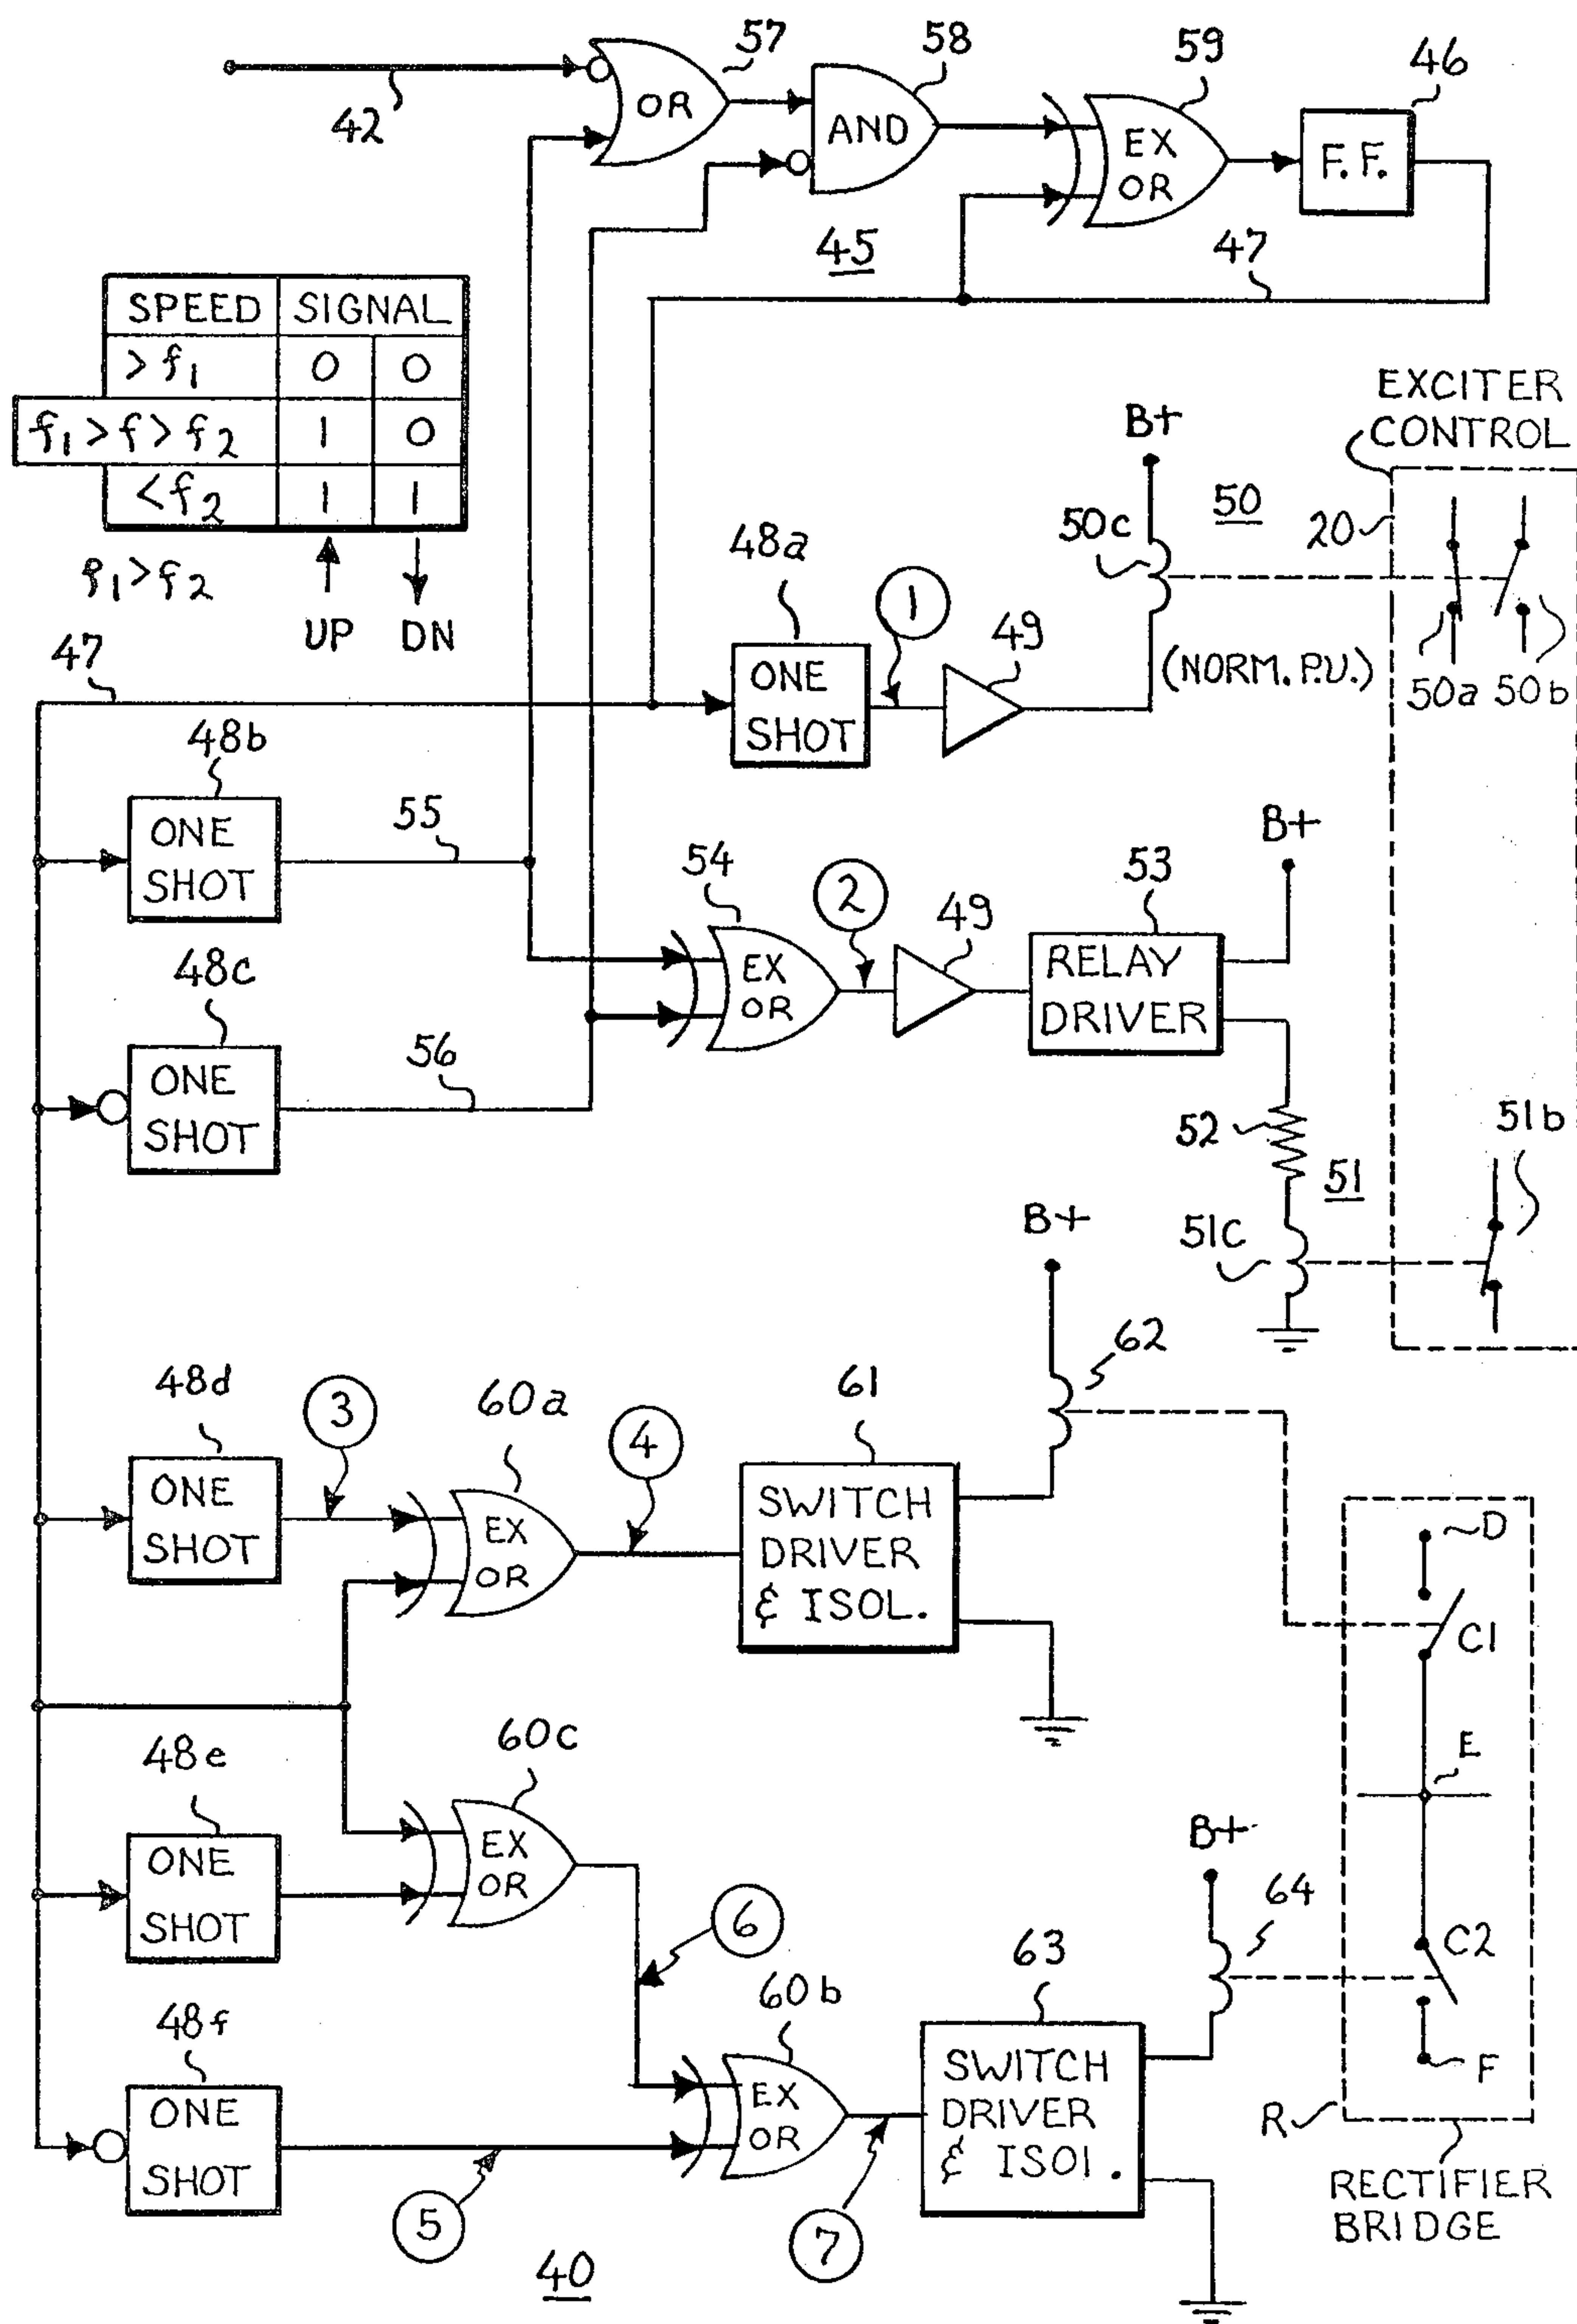 57
58
59
46
42
OR
AND
EX
OR
F.F.
45
47
SPEED SIGNAL
>f1 0 0
f1>f>f2 1 0
<f2 1 1
f1>f2
UP DN
EXCITER
CONTROL
B+
50
50c
20
48a
1
49
ONE
SHOT
(NORM. P.U.)
50a 50b
47
48b
ONE
SHOT
55
54
2
49
53
B+
EX
OR
RELAY
DRIVER
48c
ONE
SHOT
56
52
51b
51
51C
B+
62
48d
3
60a
4
61
ONE
SHOT
EX
OR
SWITCH
DRIVER
& ISOL.
D
C1
E
48e
60c
ONE
SHOT
EX
OR
B+
64
C2
6
63
60b
48f
ONE
SHOT
EX
OR
SWITCH
DRIVER
& ISOl.
F
R
5
7
RECTIFIER
BRIDGE
40